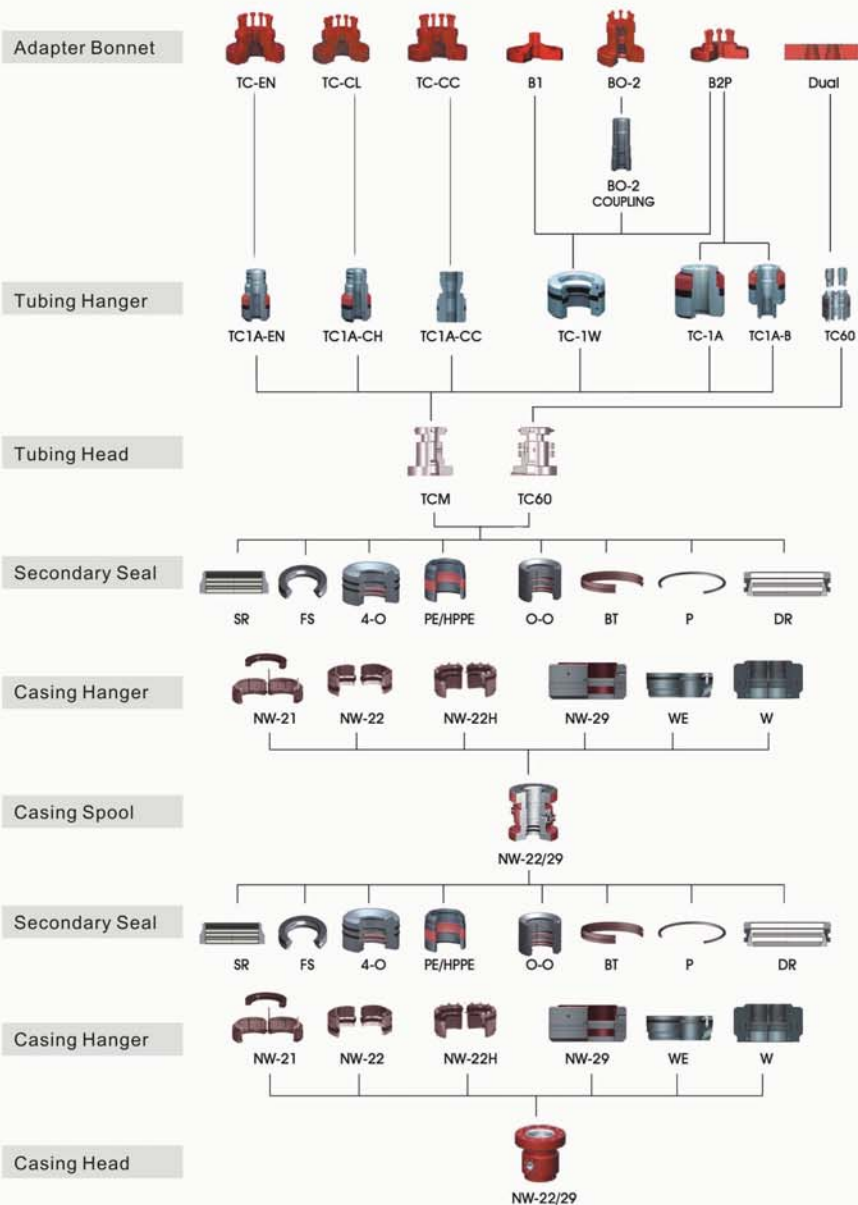 Adapter Bonnet
TC-EN
TC-CL
TC-CC
B1
BO-2
B2P
Dual
BO-2
COUPLING
Tubing Hanger
TC1A-EN
TC1A-CH
TC1A-CC
TC-1W
TC-1A
TC1A-B
TC60
Tubing Head
TCM
TC60
Secondary Seal
SR
FS
4-O
PE/HPPE
O-O
BT
P
DR
Casing Hanger
NW-21
NW-22
NW-22H
NW-29
WE
W
Casing Spool
NW-22/29
Secondary Seal
SR
FS
4-O
PE/HPPE
O-O
BT
P
DR
Casing Hanger
NW-21
NW-22
NW-22H
NW-29
WE
W
Casing Head
NW-22/29